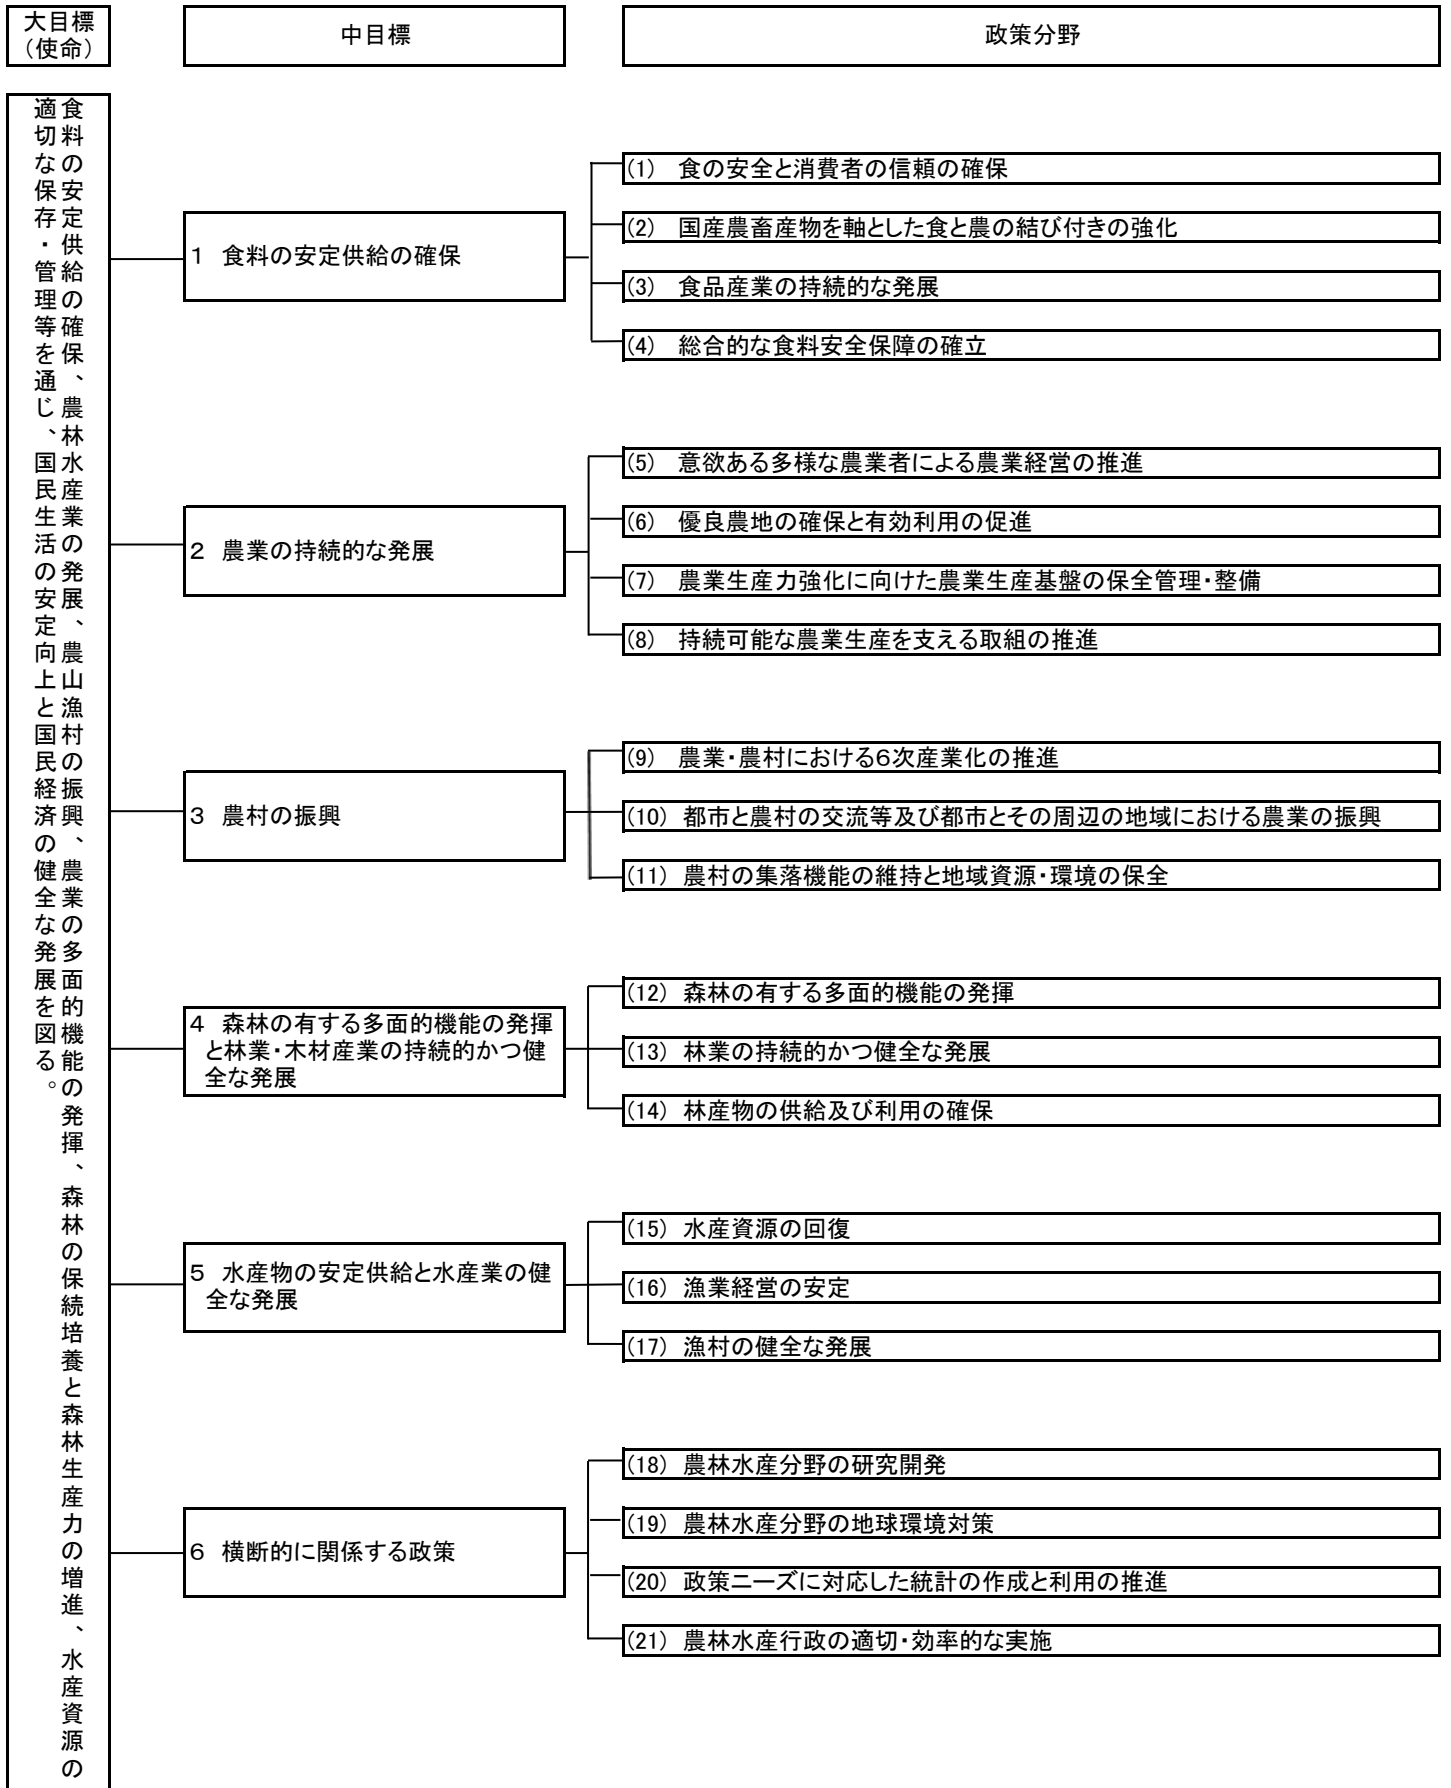 大目標
(使命)
中目標
政策分野
食料の安定供給の確保、農林水産業の発展、農山漁村の振興、農業の多面的機能の発揮、森林の保続培養と森林生産力の増進、水産資源の
適切な保存・管理等を通じ、国民生活の安定向上と国民経済の健全な発展を図る。
1 食料の安定供給の確保
(1) 食の安全と消費者の信頼の確保
(2) 国産農畜産物を軸とした食と農の結び付きの強化
(3) 食品産業の持続的な発展
(4) 総合的な食料安全保障の確立
2 農業の持続的な発展
(5) 意欲ある多様な農業者による農業経営の推進
(6) 優良農地の確保と有効利用の促進
(7) 農業生産力強化に向けた農業生産基盤の保全管理・整備
(8) 持続可能な農業生産を支える取組の推進
3 農村の振興
(9) 農業・農村における6次産業化の推進
(10) 都市と農村の交流等及び都市とその周辺の地域における農業の振興
(11) 農村の集落機能の維持と地域資源・環境の保全
4 森林の有する多面的機能の発揮
と林業・木材産業の持続的かつ健
全な発展
(12) 森林の有する多面的機能の発揮
(13) 林業の持続的かつ健全な発展
(14) 林産物の供給及び利用の確保
5 水産物の安定供給と水産業の健
全な発展
(15) 水産資源の回復
(16) 漁業経営の安定
(17) 漁村の健全な発展
6 横断的に関係する政策
(18) 農林水産分野の研究開発
(19) 農林水産分野の地球環境対策
(20) 政策ニーズに対応した統計の作成と利用の推進
(21) 農林水産行政の適切・効率的な実施